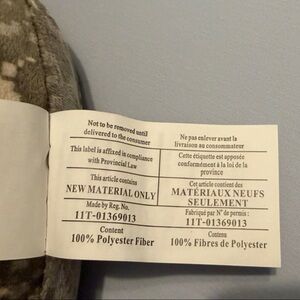 Not to be removed until
delivered to the consumer
This label is affixed in compliance
with Provincial Law
This article contains
NEW MATERIAL ONLY
Made by Reg. No.
11T-01369013
Content
100% Polyester Fiber
Ne pas enlever avant la
livraison au consommateur
Cette étiquette est apposée
conformément à la loi de la
province
Cet article contient des
MATÉRIAUX NEUFS
SEULEMENT
Fabriqué par N° de permis :
11T-01369013
Contenu
100% Fibres de Polyester